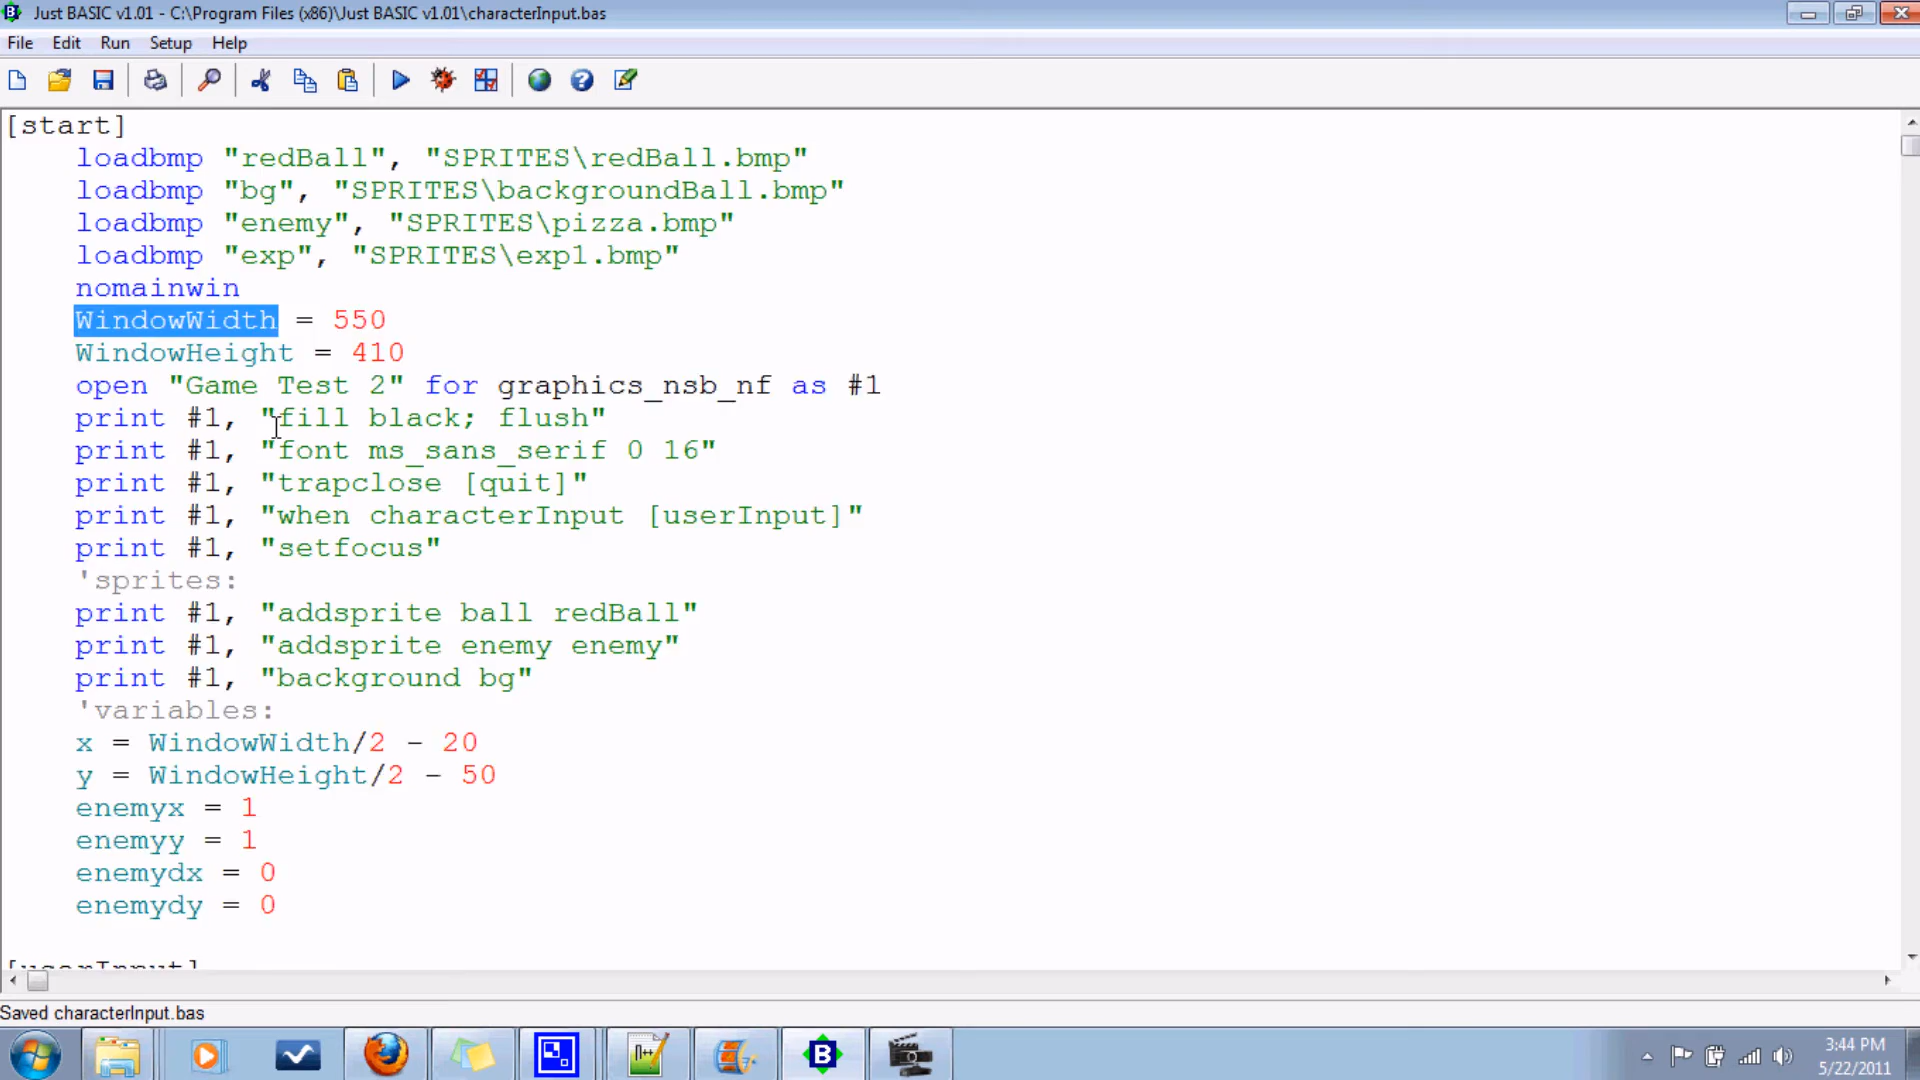 Just BASIC v1.01 - C:\Program Files (x86)\Just BASIC v1.01\characterInput.bas
File Edit Run Setup Help
[start]
loadbmp "redBall", "SPRITES\redBall.bmp"
loadbmp "bg", "SPRITES\backgroundBall.bmp"
loadbmp "enemy", "SPRITES\pizza.bmp"
loadbmp "exp", "SPRITES\exp1.bmp"
nomainwin
WindowWidth = 550
WindowHeight = 410
open "Game Test 2" for graphics_nsb_nf as #1
print #1, "fill black; flush"
print #1, "font ms_sans_serif 0 16"
print #1, "trapclose [quit]"
print #1, "when characterInput [userInput]"
print #1, "setfocus"
'sprites:
print #1, "addsprite ball redBall"
print #1, "addsprite enemy enemy"
print #1, "background bg"
'variables:
x = WindowWidth/2 - 20
y = WindowHeight/2 - 50
enemyx = 1
enemyy = 1
enemydx = 0
enemydy = 0
[userInput]
Saved characterInput.bas
3:44 PM
5/22/2011